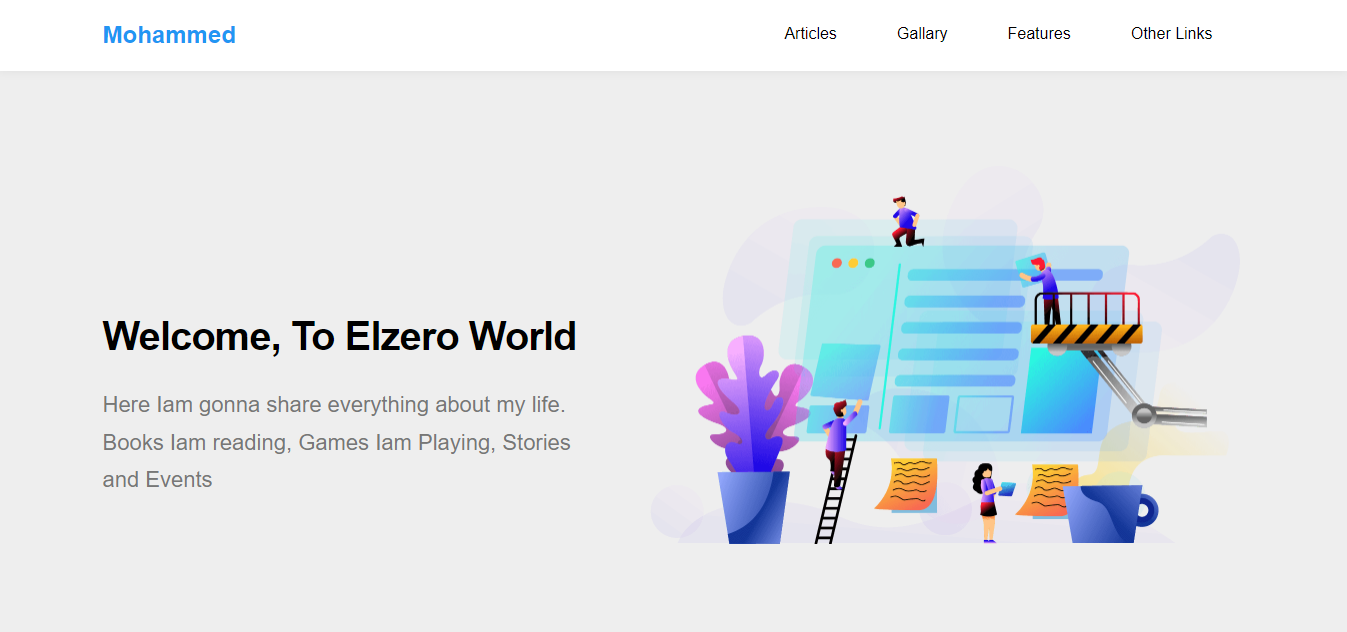 Mohammed
Articles
Gallary
Features
Other Links
Welcome, To Elzero World
Here Iam gonna share everything about my life.
Books Iam reading, Games Iam Playing, Stories
and Events